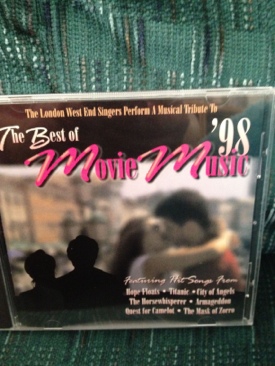 The London West End Singers Perform A Musical Tribute To
The Best of '98
Movie Music
Featuring Hit Songs From
Hope Floats • Titanic • City of Angels
The Horsewhisperer • Armageddon
Quest for Camelot • The Mask of Zorro